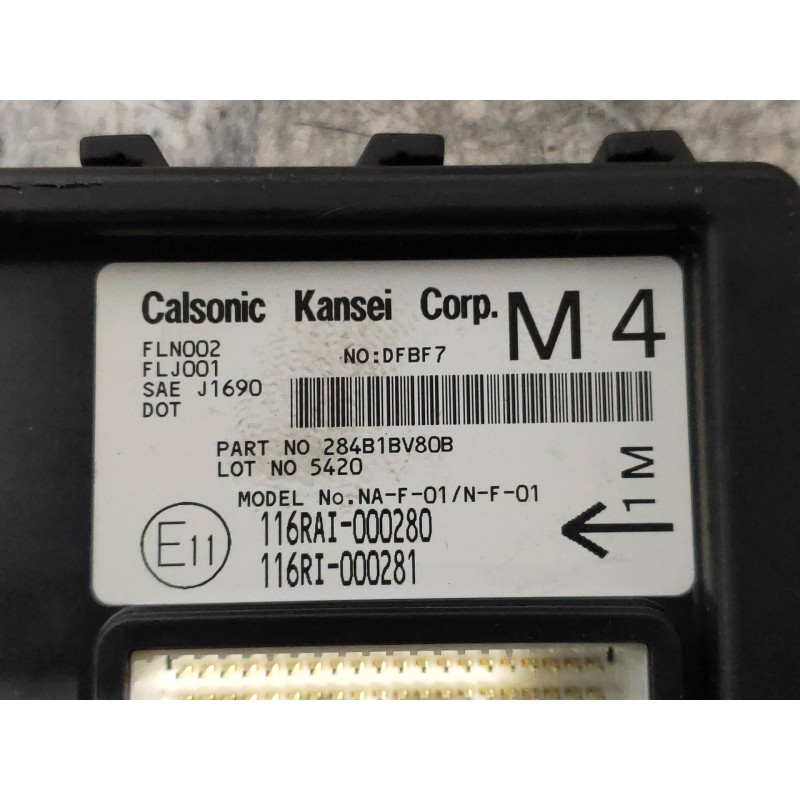 Calsonic Kansei Corp. M4
FLN002
FLJ001
NO:DFBF7
SAE J1690
DOT
PART NO 284B1BV80B
LOT NO 5420
1M
MODEL No.NA-F-01/N-F-01
E11
116RAI-000280
116RI-000281